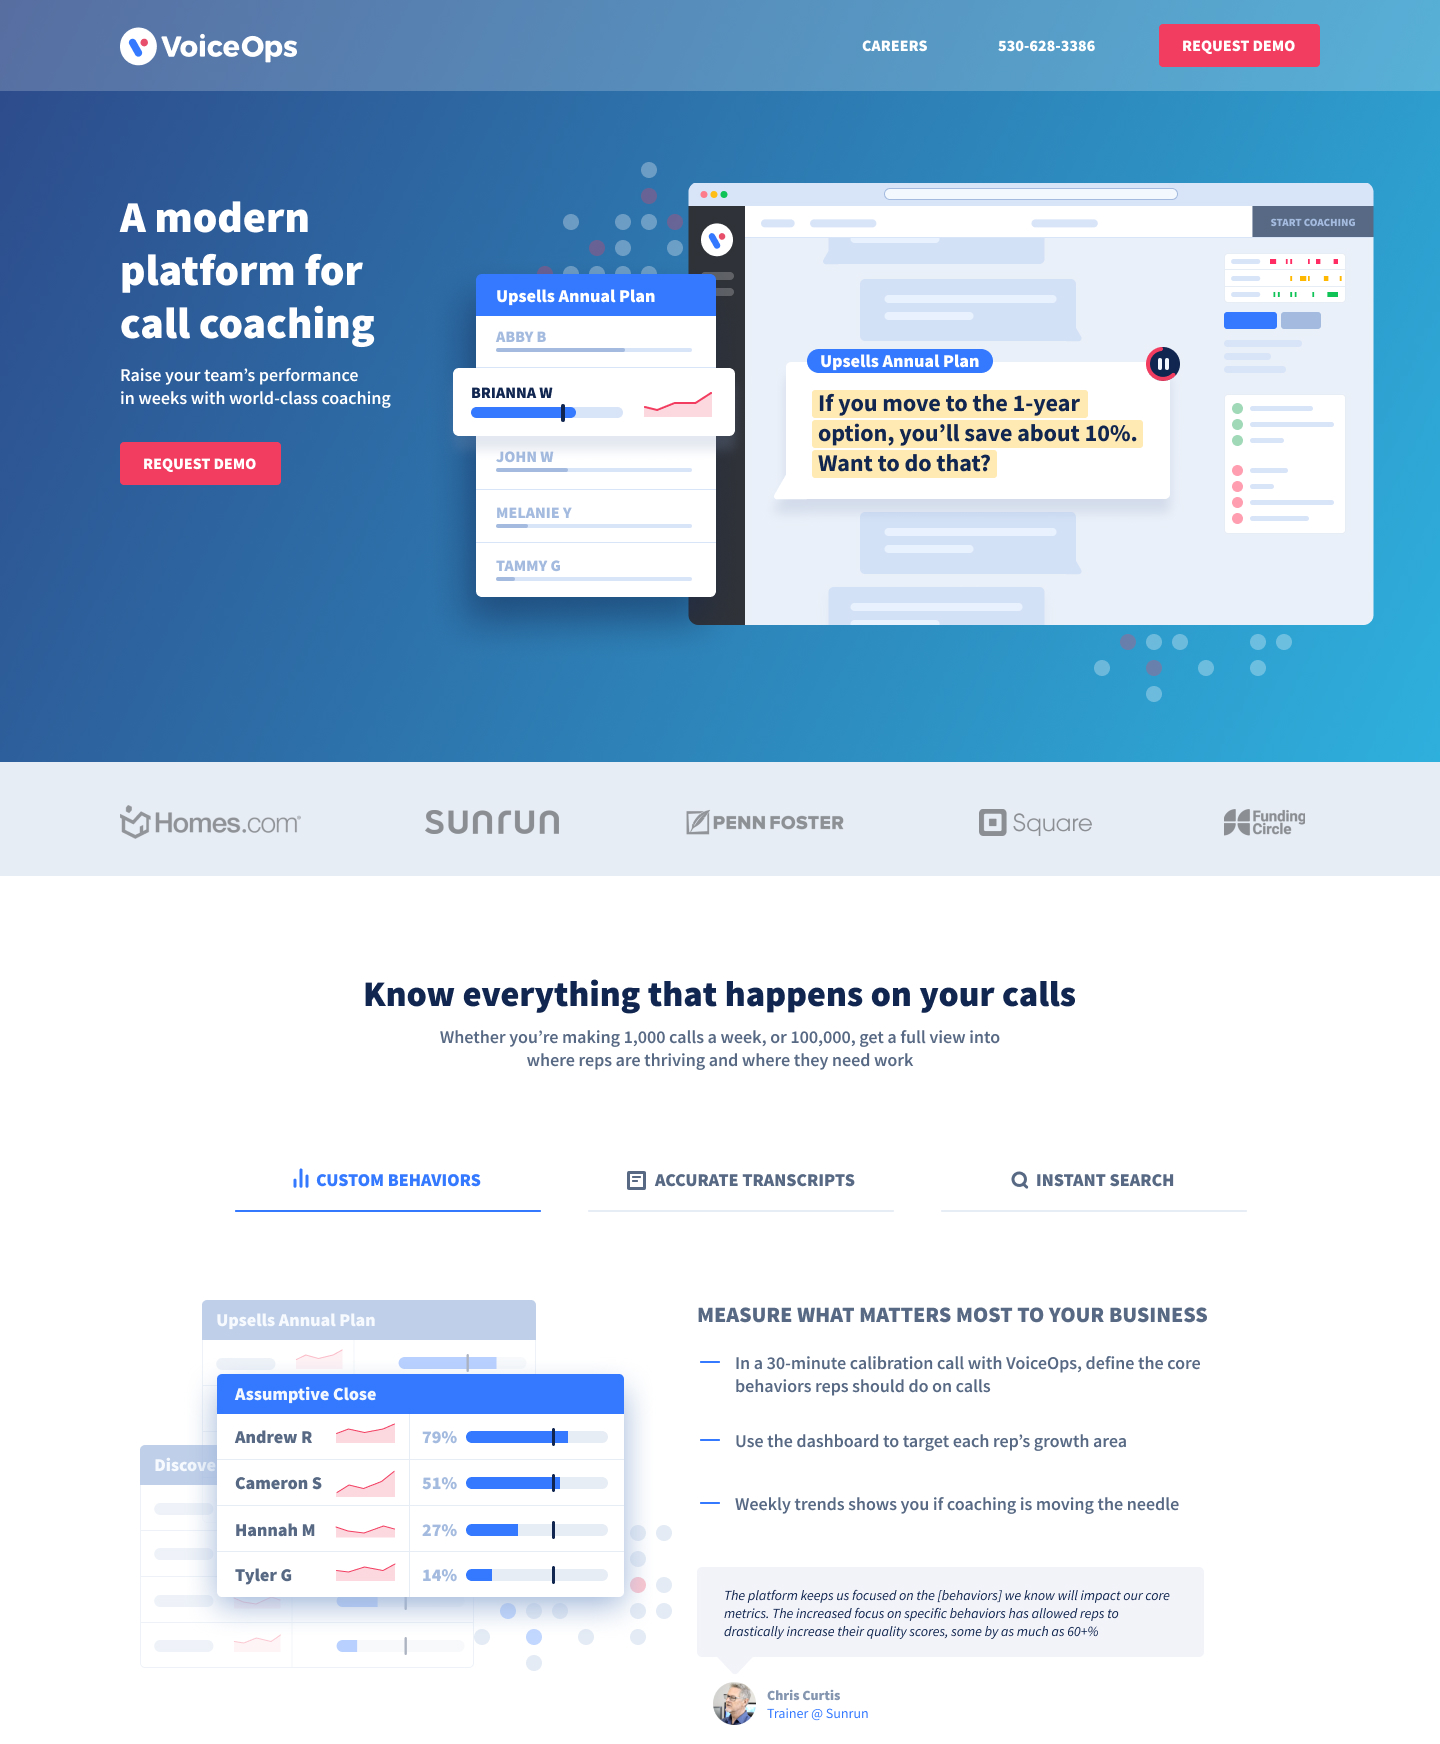 VoiceOps
CAREERS
530-628-3386
REQUEST DEMO
A modern
platform for
call coaching
Raise your team's performance
in weeks with world-class coaching
REQUEST DEMO
START COACHING
Upsells Annual Plan
ABBY B
BRIANNA W
JOHN W
MELANIE Y
TAMMY G
Upsells Annual Plan
If you move to the 1-year
option, you'll save about 10%.
Want to do that?
Homes.com
sunrun
PENN FOSTER
Square
Funding
Circle
Know everything that happens on your calls
Whether you're making 1,000 calls a week, or 100,000, get a full view into
where reps are thriving and where they need work
CUSTOM BEHAVIORS
ACCURATE TRANSCRIPTS
INSTANT SEARCH
Upsells Annual Plan
Assumptive Close
Andrew R
79%
Cameron S
51%
Hannah M
27%
Tyler G
14%
Discove
MEASURE WHAT MATTERS MOST TO YOUR BUSINESS
In a 30-minute calibration call with VoiceOps, define the core
behaviors reps should do on calls
Use the dashboard to target each rep's growth area
Weekly trends shows you if coaching is moving the needle
The platform keeps us focused on the [behaviors] we know will impact our core
metrics. The increased focus on specific behaviors has allowed reps to
drastically increase their quality scores, some by as much as 60+%
Chris Curtis
Trainer @ Sunrun